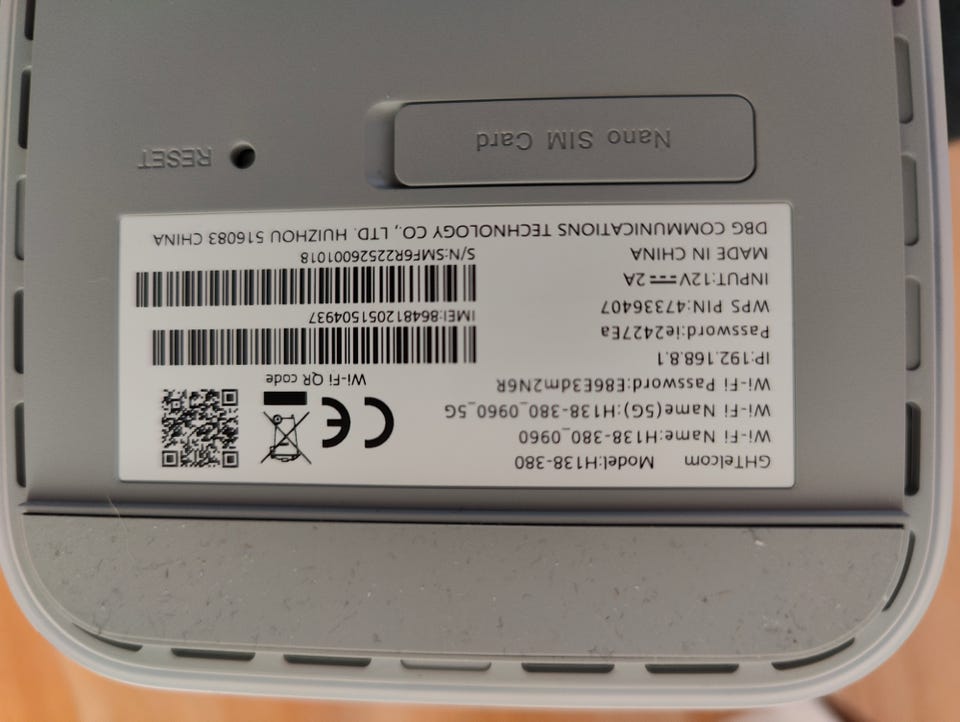 GHTelcom Model:H138-380
Wi-Fi Name:H138-380_0960
Wi-Fi Name(5G):H138-380_0960_5G
Wi-Fi Password:E86E3dm2N6R
IP:192.168.8.1
Password:ie2427Ea
WPS PIN:47336407
INPUT:12V 2A
MADE IN CHINA
DBG COMMUNICATIONS TECHNOLOGY CO., LTD. HUIZHOU 516083 CHINA
CE
Wi-Fi QR code
IMEI:864812051504937
S/N:SMF6R22526001018
Nano SIM Card
RESET